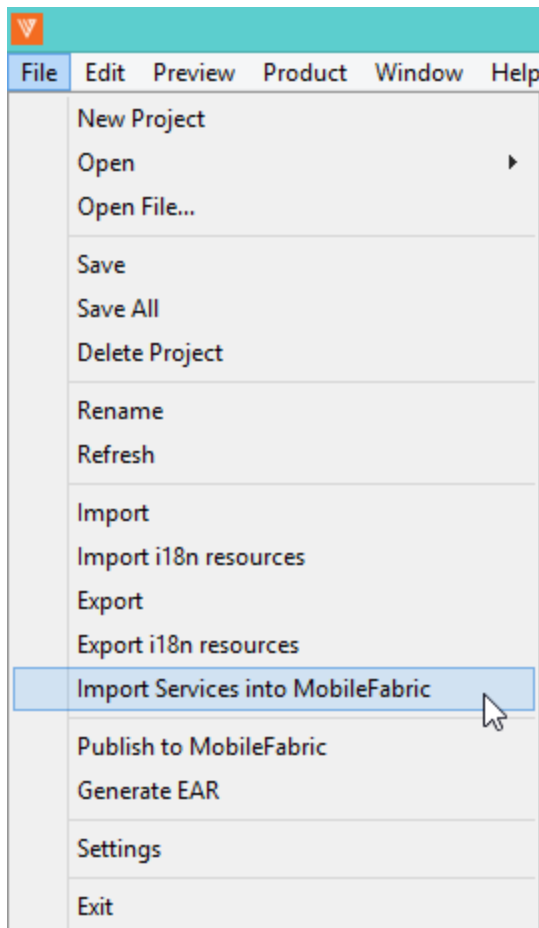 File Edit Preview Product Window Help
New Project
Open
Open File...
Save
Save All
Delete Project
Rename
Refresh
Import
Import i18n resources
Export
Export i18n resources
Import Services into MobileFabric
Publish to MobileFabric
Generate EAR
Settings
Exit